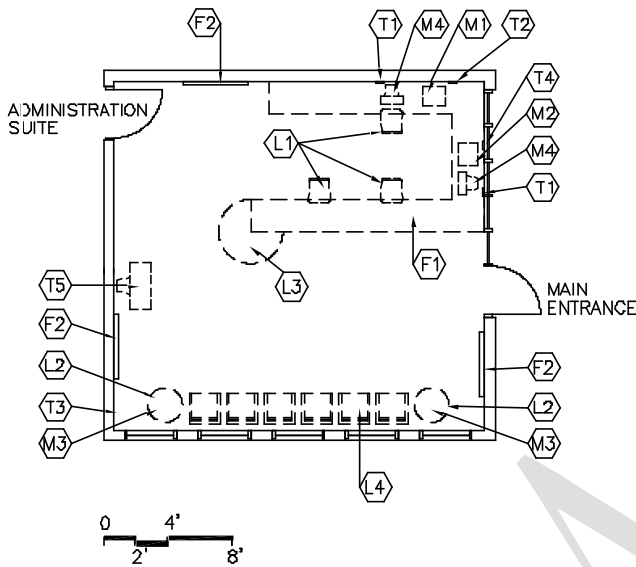 F2
T1
M4
M1
T2
T4
ADMINISTRATION
SUITE
M2
L1
M4
T1
F1
T5
L3
MAIN
ENTRANCE
F2
L2
F2
T3
L2
M3
M3
L4
0
4'
2'
8'